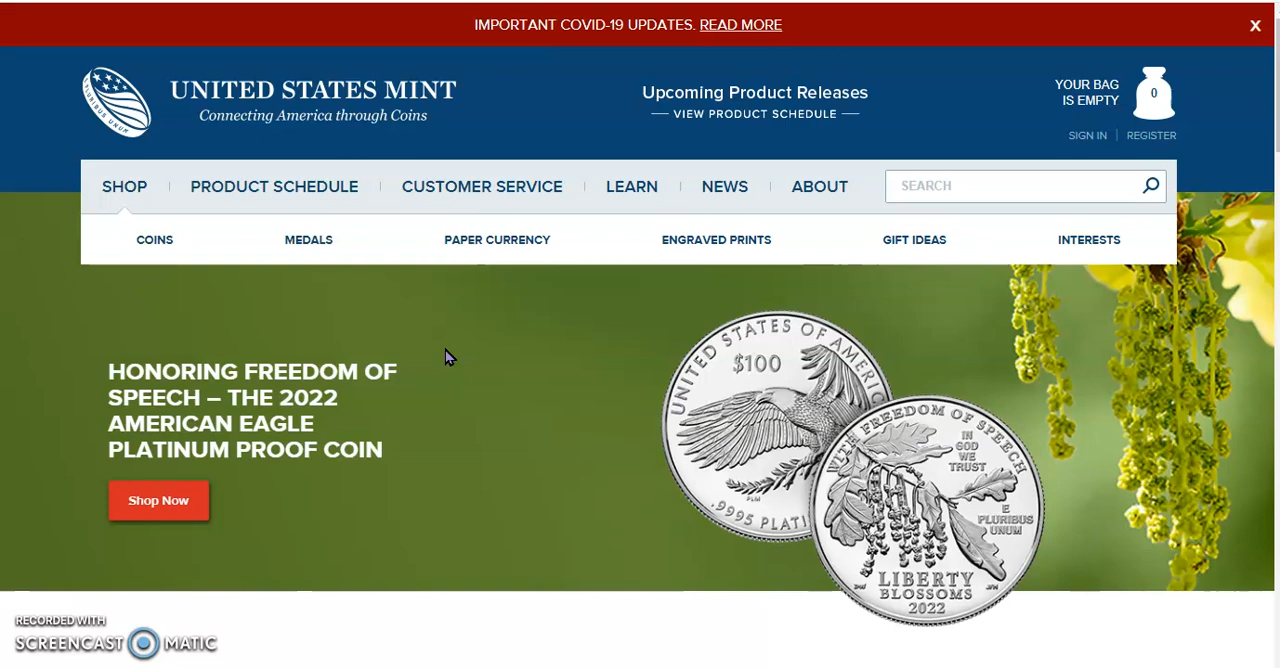 IMPORTANT COVID-19 UPDATES. READ MORE
X
PLURIBUS UNUM
UNITED STATES MINT
Connecting America through Coins
Upcoming Product Releases
VIEW PRODUCT SCHEDULE
YOUR BAG
IS EMPTY
0
SIGN IN | REGISTER
SHOP
PRODUCT SCHEDULE
CUSTOMER SERVICE
LEARN
NEWS
ABOUT
SEARCH
COINS
MEDALS
PAPER CURRENCY
ENGRAVED PRINTS
GIFT IDEAS
INTERESTS
HONORING FREEDOM OF
SPEECH – THE 2022
AMERICAN EAGLE
PLATINUM PROOF COIN
Shop Now
UNITED STATES OF AMERICA
$100
.9995 PLATI
WITH FREEDOM OF SPEECH
IN
GOD
WE
TRUST
E
PLURIBUS
UNUM
LIBERTY
BLOSSOMS
2022
RECORDED WITH
SCREENCAST MATIC